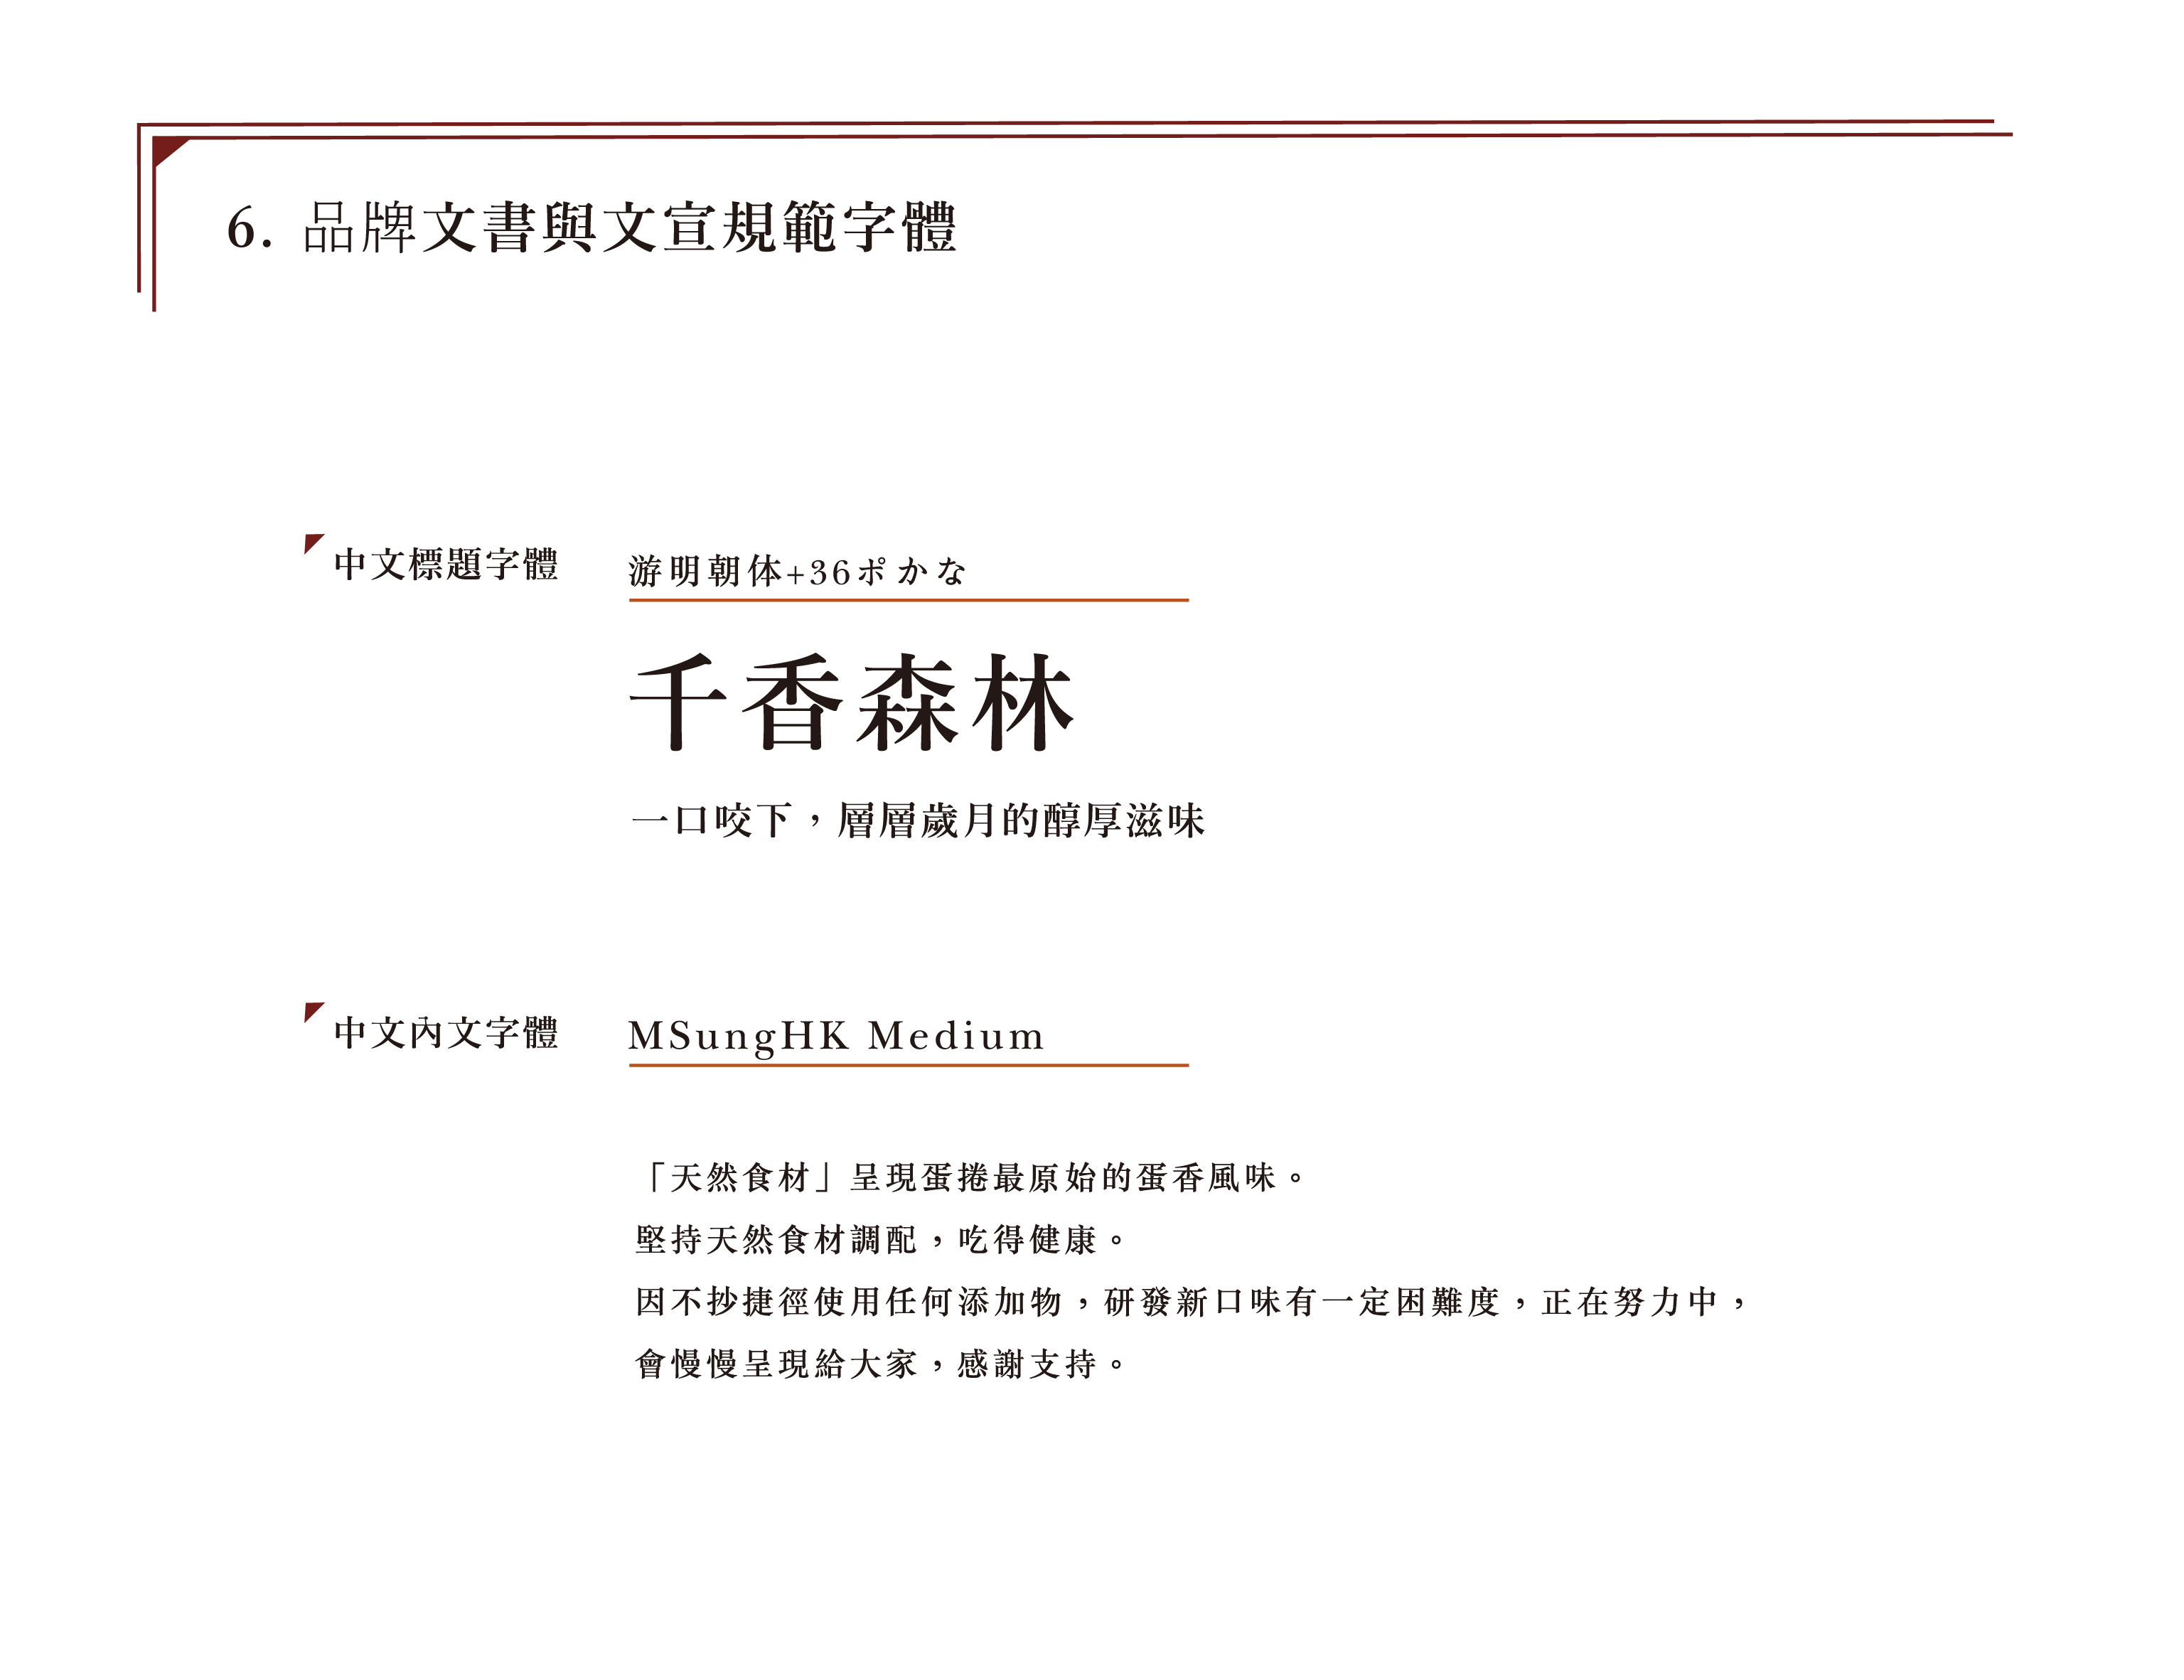 6. 品牌文書與文宣規範字體
中文標題字體
游明朝体+36ポかな
千香森林
一口咬下，層層歲月的醇厚滋味
中文內文字體
MSungHK Medium
「天然食材」呈現蛋捲最原始的蛋香風味。
堅持天然食材調配，吃得健康。
因不抄捷徑使用任何添加物，研發新口味有一定困難度，正在努力中，
會慢慢呈現給大家，感謝支持。